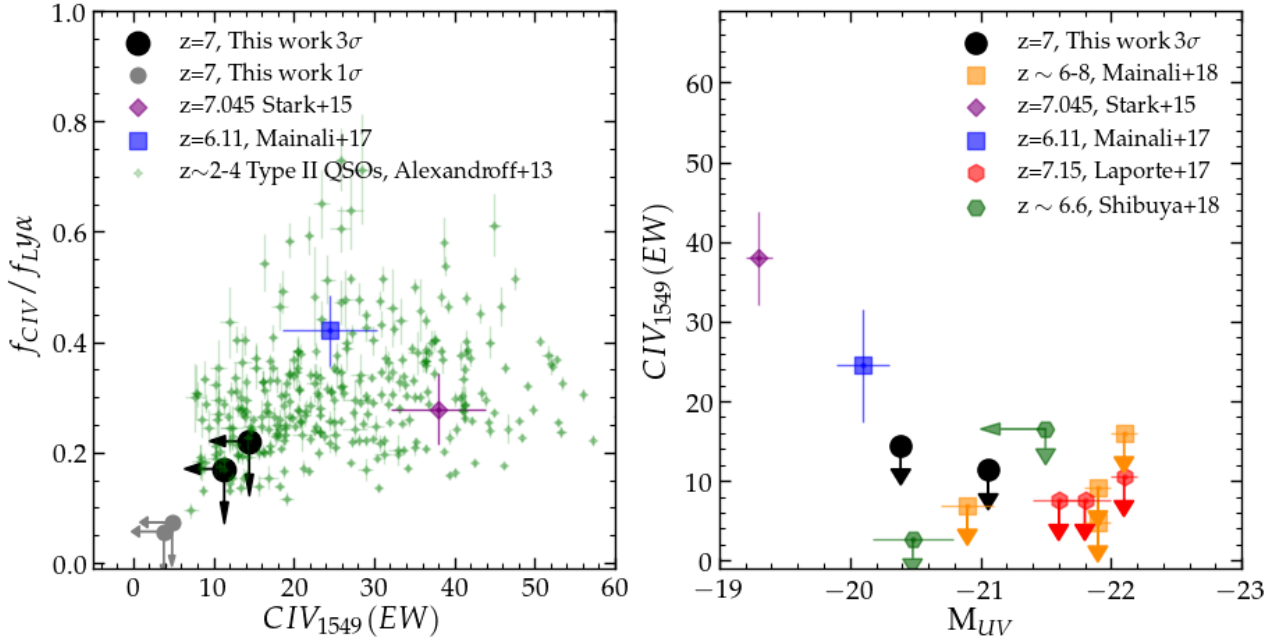 z=7, This work 3σ
z=7, This work 1σ
z=7.045 Stark+15
z=6.11, Mainali+17
z∼2-4 Type II QSOs, Alexandroff+13
1.0
0.8
0.6
0.4
0.2
0.0
f_CIV / f_Lyα
0 10 20 30 40 50 60
CIV_1549 (EW)
z=7, This work 3σ
z ∼ 6-8, Mainali+18
z=7.045, Stark+15
z=6.11, Mainali+17
z=7.15, Laporte+17
z ∼ 6.6, Shibuya+18
60
50
40
30
20
10
0
CIV_1549 (EW)
−19 −20 −21 −22 −23
M_UV